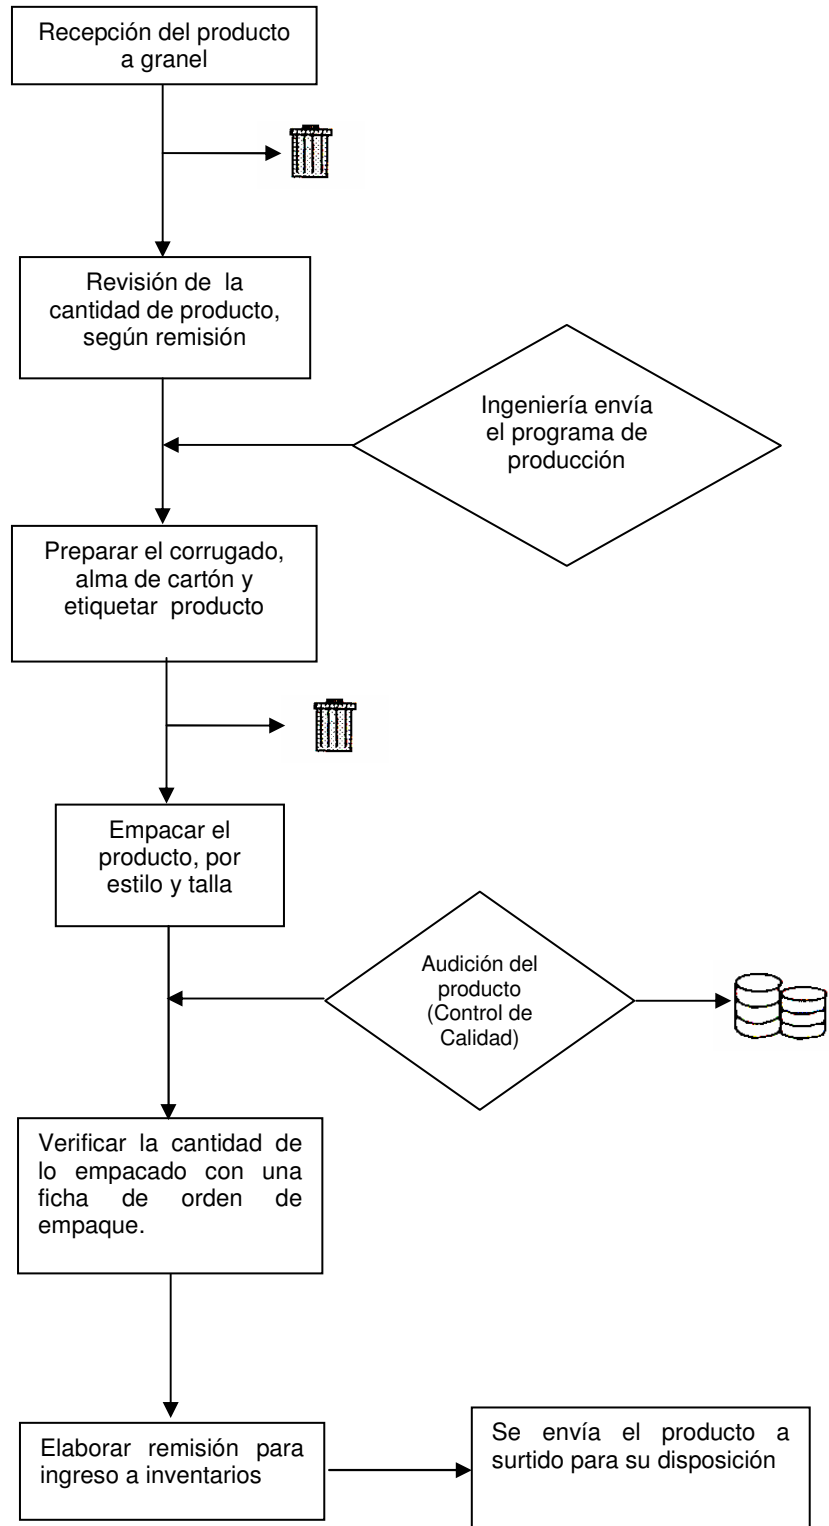 Recepción del producto
a granel
Revisión de la
cantidad de producto,
según remisión
Ingeniería envía
el programa de
producción
Preparar el corrugado,
alma de cartón y
etiquetar producto
Empacar el
producto, por
estilo y talla
Audición del
producto
(Control de
Calidad)
Verificar la cantidad de
lo empacado con una
ficha de orden de
empaque.
Elaborar remisión para
ingreso a inventarios
Se envía el producto a
surtido para su disposición